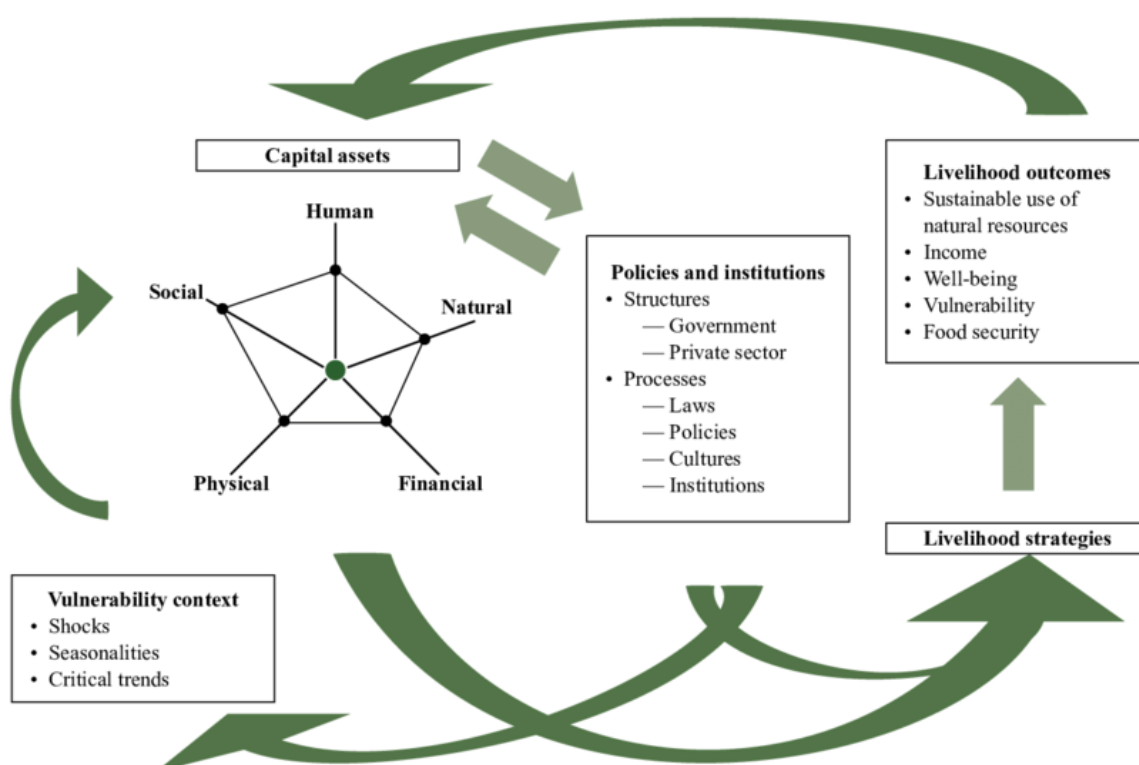 Capital assets
Human
Social
Natural
Physical
Financial
Policies and institutions
• Structures
— Government
— Private sector
• Processes
— Laws
— Policies
— Cultures
— Institutions
Livelihood outcomes
• Sustainable use of
natural resources
• Income
• Well-being
• Vulnerability
• Food security
Livelihood strategies
Vulnerability context
• Shocks
• Seasonalities
• Critical trends